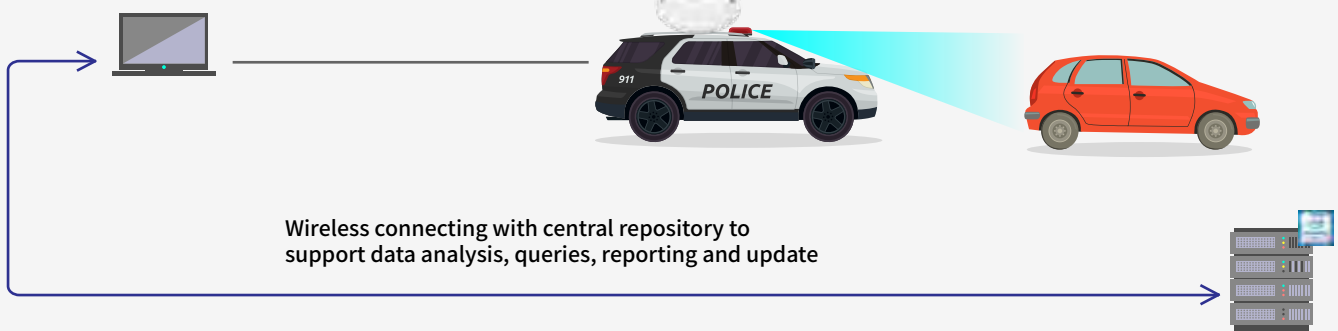 911
POLICE
Wireless connecting with central repository to
support data analysis, queries, reporting and update